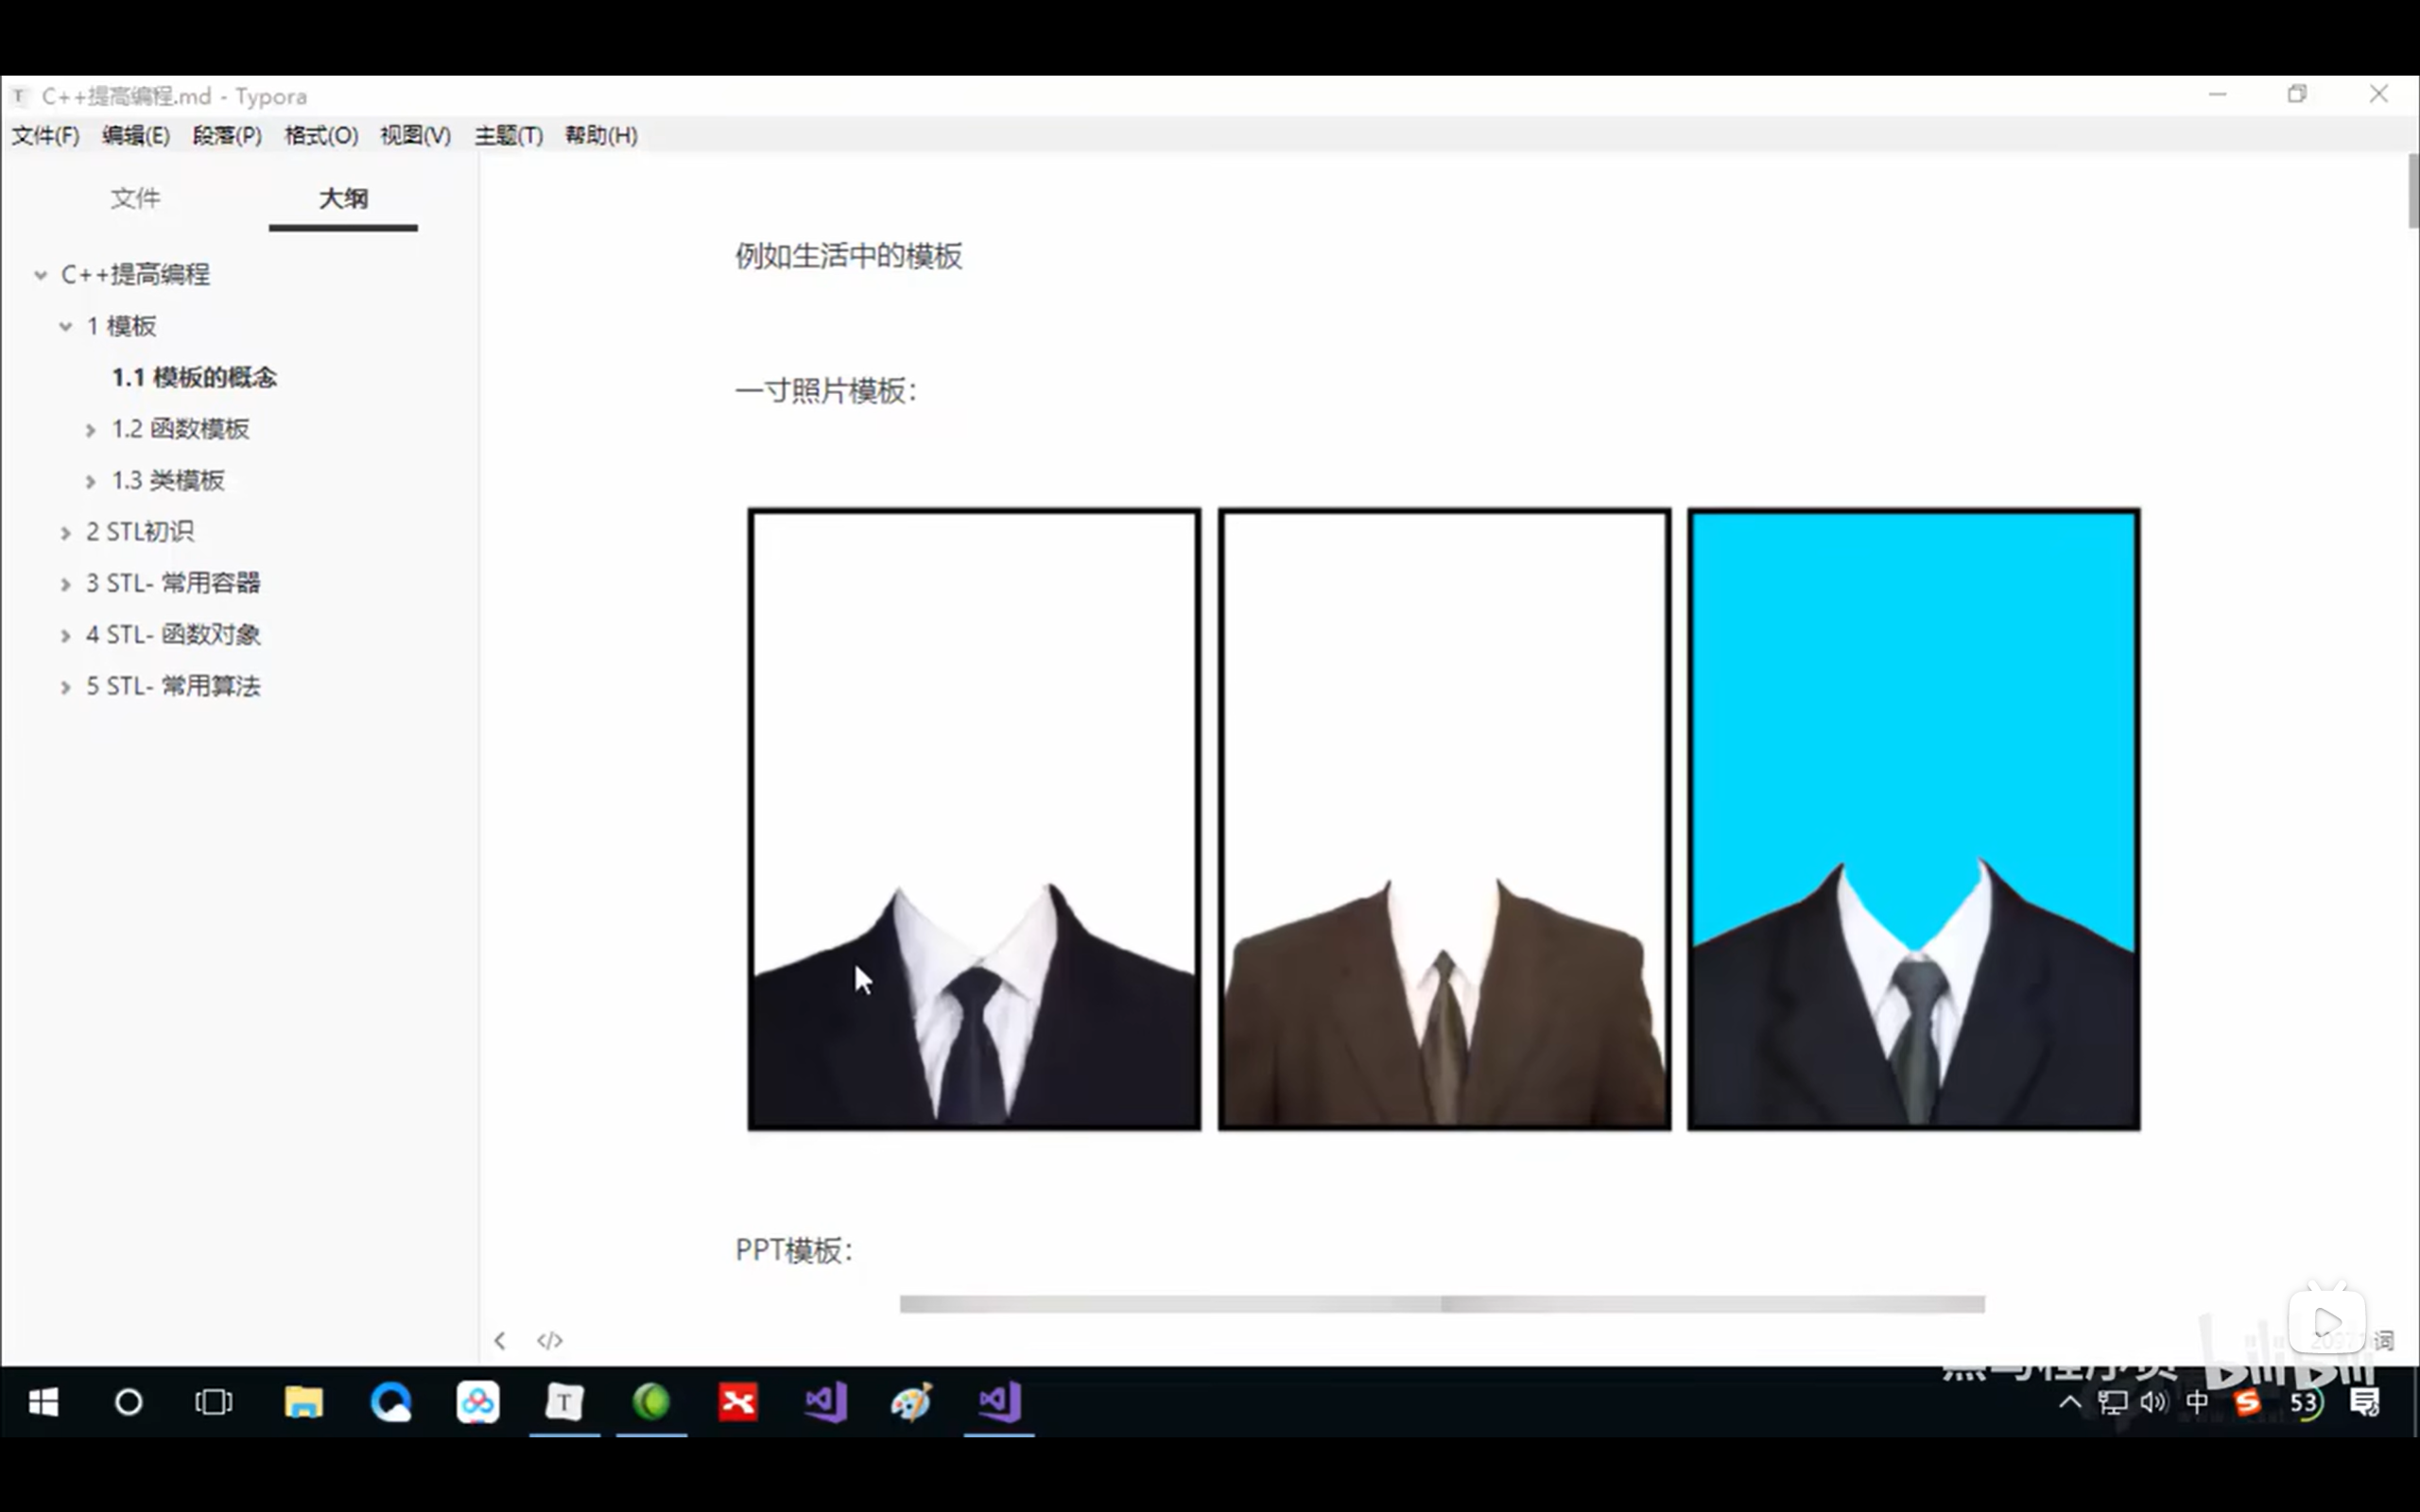 C++提高编程.md - Typora
文件(F) 编辑(E) 段落(P) 格式(O) 视图(V) 主题(T) 帮助(H)
文件 大纲
C++提高编程
1 模板
1.1 模板的概念
1.2 函数模板
1.3 类模板
2 STL初识
3 STL- 常用容器
4 STL- 函数对象
5 STL- 常用算法
例如生活中的模板
一寸照片模板：
PPT模板：
词
bilibili
中
53